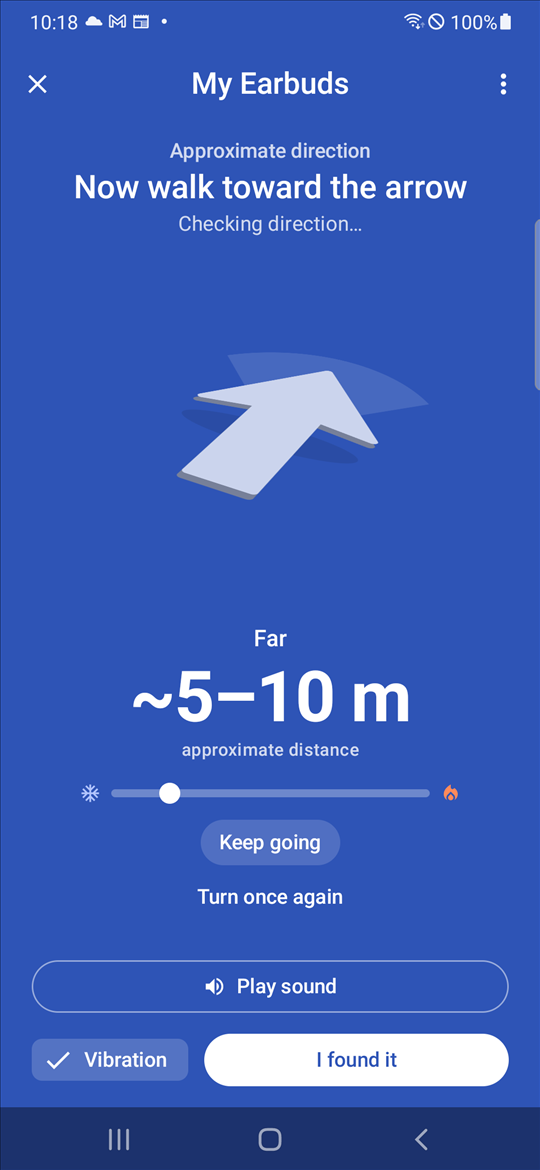 10:18
100%
My Earbuds
Approximate direction
Now walk toward the arrow
Checking direction...
Far
~5–10 m
approximate distance
Keep going
Turn once again
Play sound
Vibration
I found it